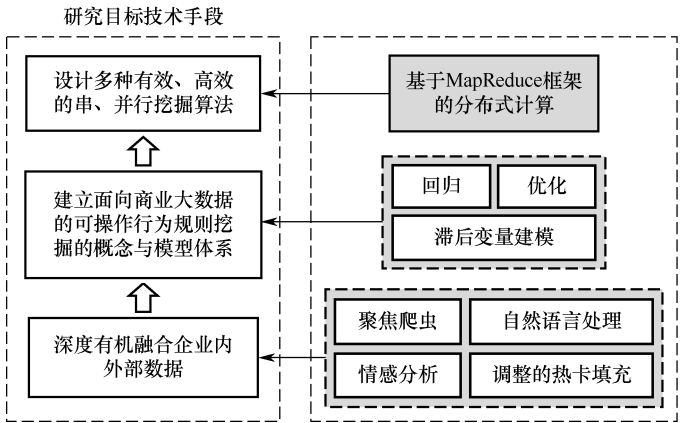 研究目标技术手段
设计多种有效、高效
的串、并行挖掘算法
基于MapReduce框架
的分布式计算
建立面向商业大数据
的可操作行为规则挖
掘的概念与模型体系
回归
优化
滞后变量建模
深度有机融合企业内
外部数据
聚焦爬虫
自然语言处理
情感分析
调整的热卡填充